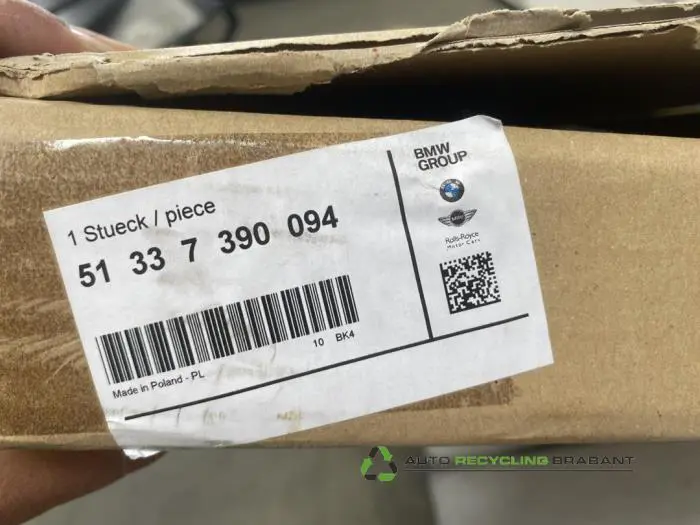 1 Stueck / piece
51 33 7 390 094
10 BK4
Made in Poland - PL
BMW
GROUP
MINI
Rolls-Royce
Motor Cars
AUTO RECYCLING BRABANT